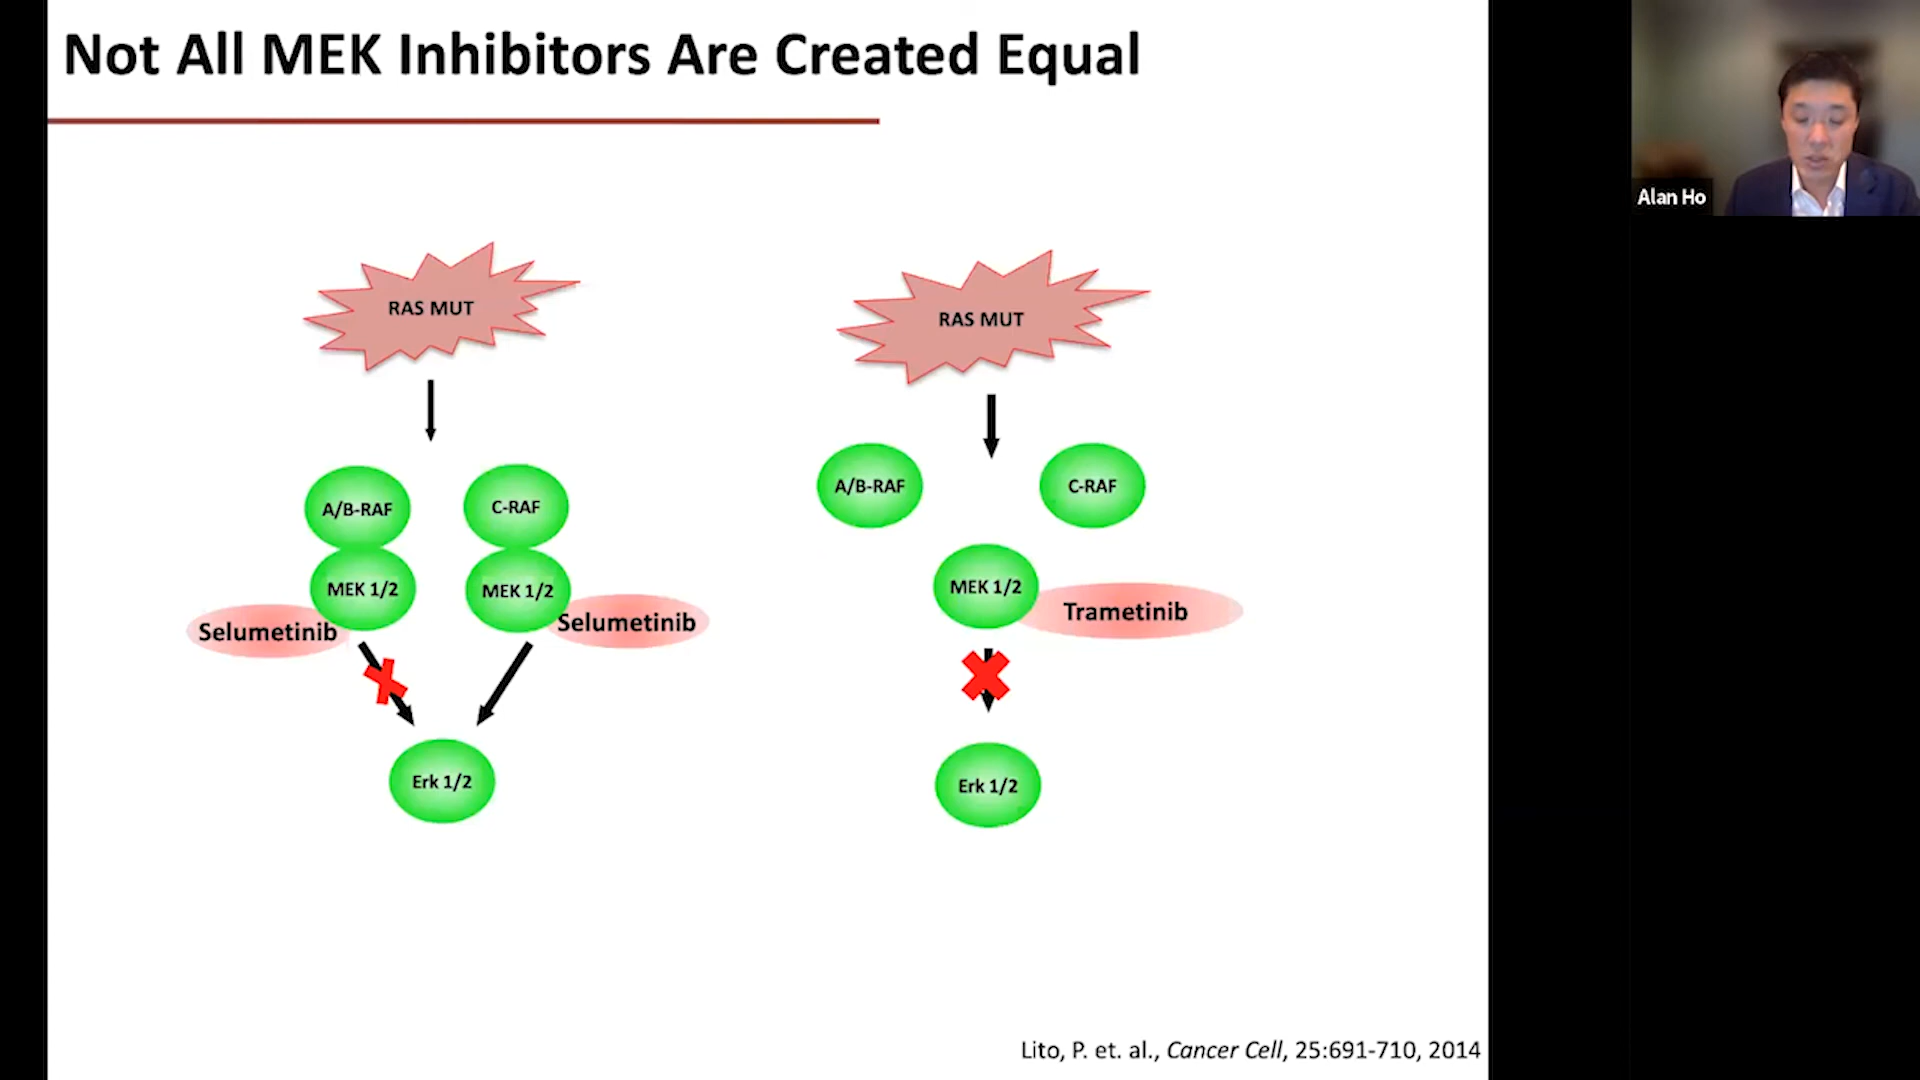 Not All MEK Inhibitors Are Created Equal
Alan Ho
RAS MUT
A/B-RAF
C-RAF
MEK 1/2
MEK 1/2
Selumetinib
Selumetinib
Erk 1/2
RAS MUT
A/B-RAF
C-RAF
MEK 1/2
Trametinib
Erk 1/2
Lito, P. et. al., Cancer Cell, 25:691-710, 2014